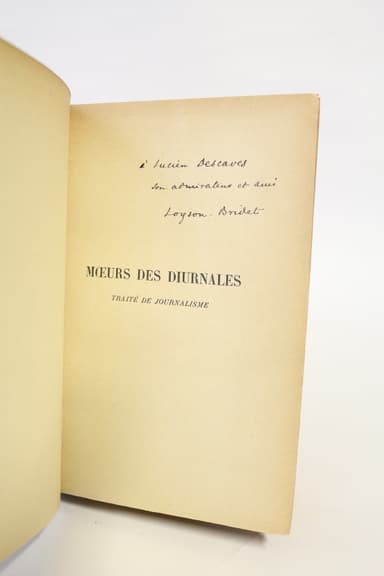 à Lucien Descaves
son admirateur et ami
Loyson-Bridet
MŒURS DES DIURNALES
TRAITÉ DE JOURNALISME